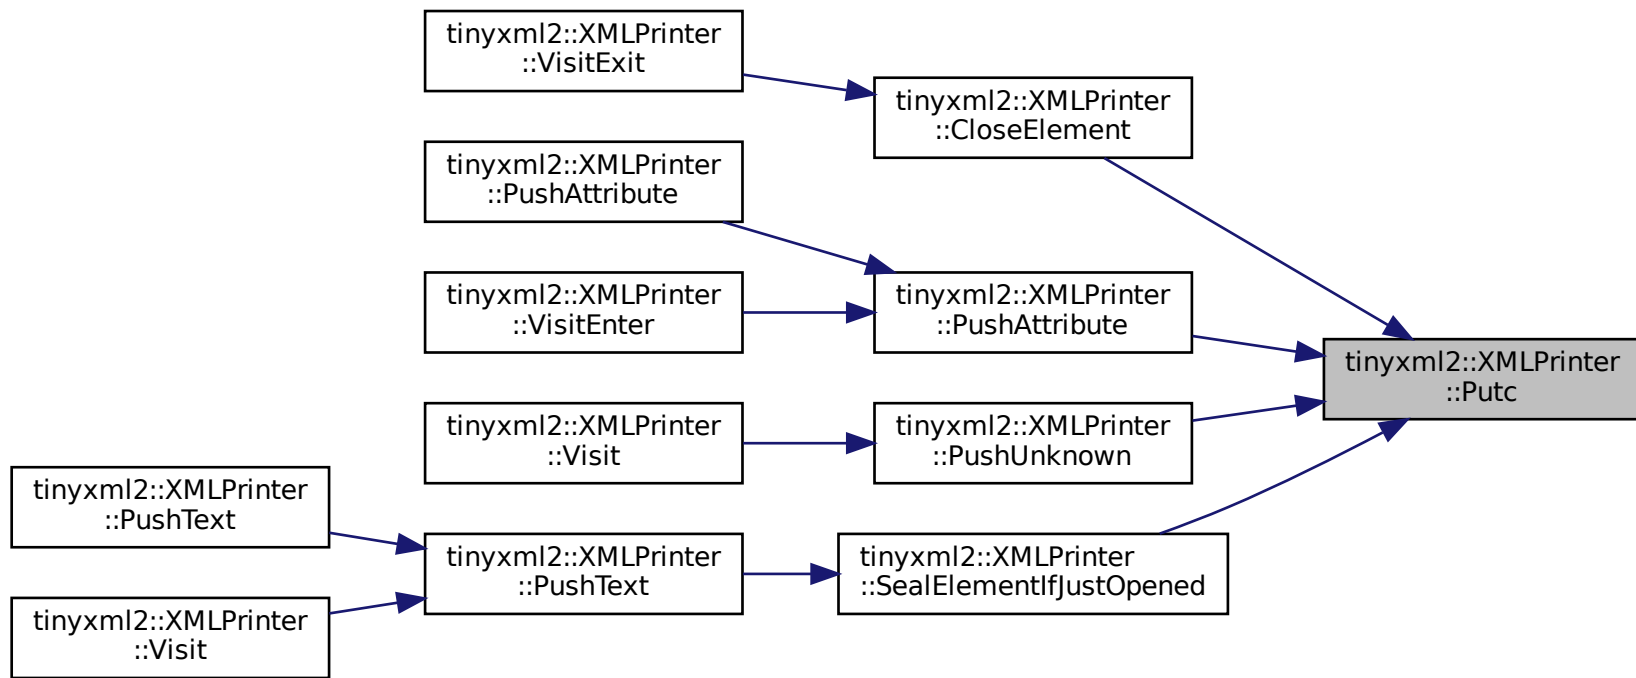 tinyxml2::XMLPrinter
::VisitExit
tinyxml2::XMLPrinter
::CloseElement
tinyxml2::XMLPrinter
::PushAttribute
tinyxml2::XMLPrinter
::VisitEnter
tinyxml2::XMLPrinter
::PushAttribute
tinyxml2::XMLPrinter
::Putc
tinyxml2::XMLPrinter
::Visit
tinyxml2::XMLPrinter
::PushUnknown
tinyxml2::XMLPrinter
::PushText
tinyxml2::XMLPrinter
::PushText
tinyxml2::XMLPrinter
::SealElementIfJustOpened
tinyxml2::XMLPrinter
::Visit